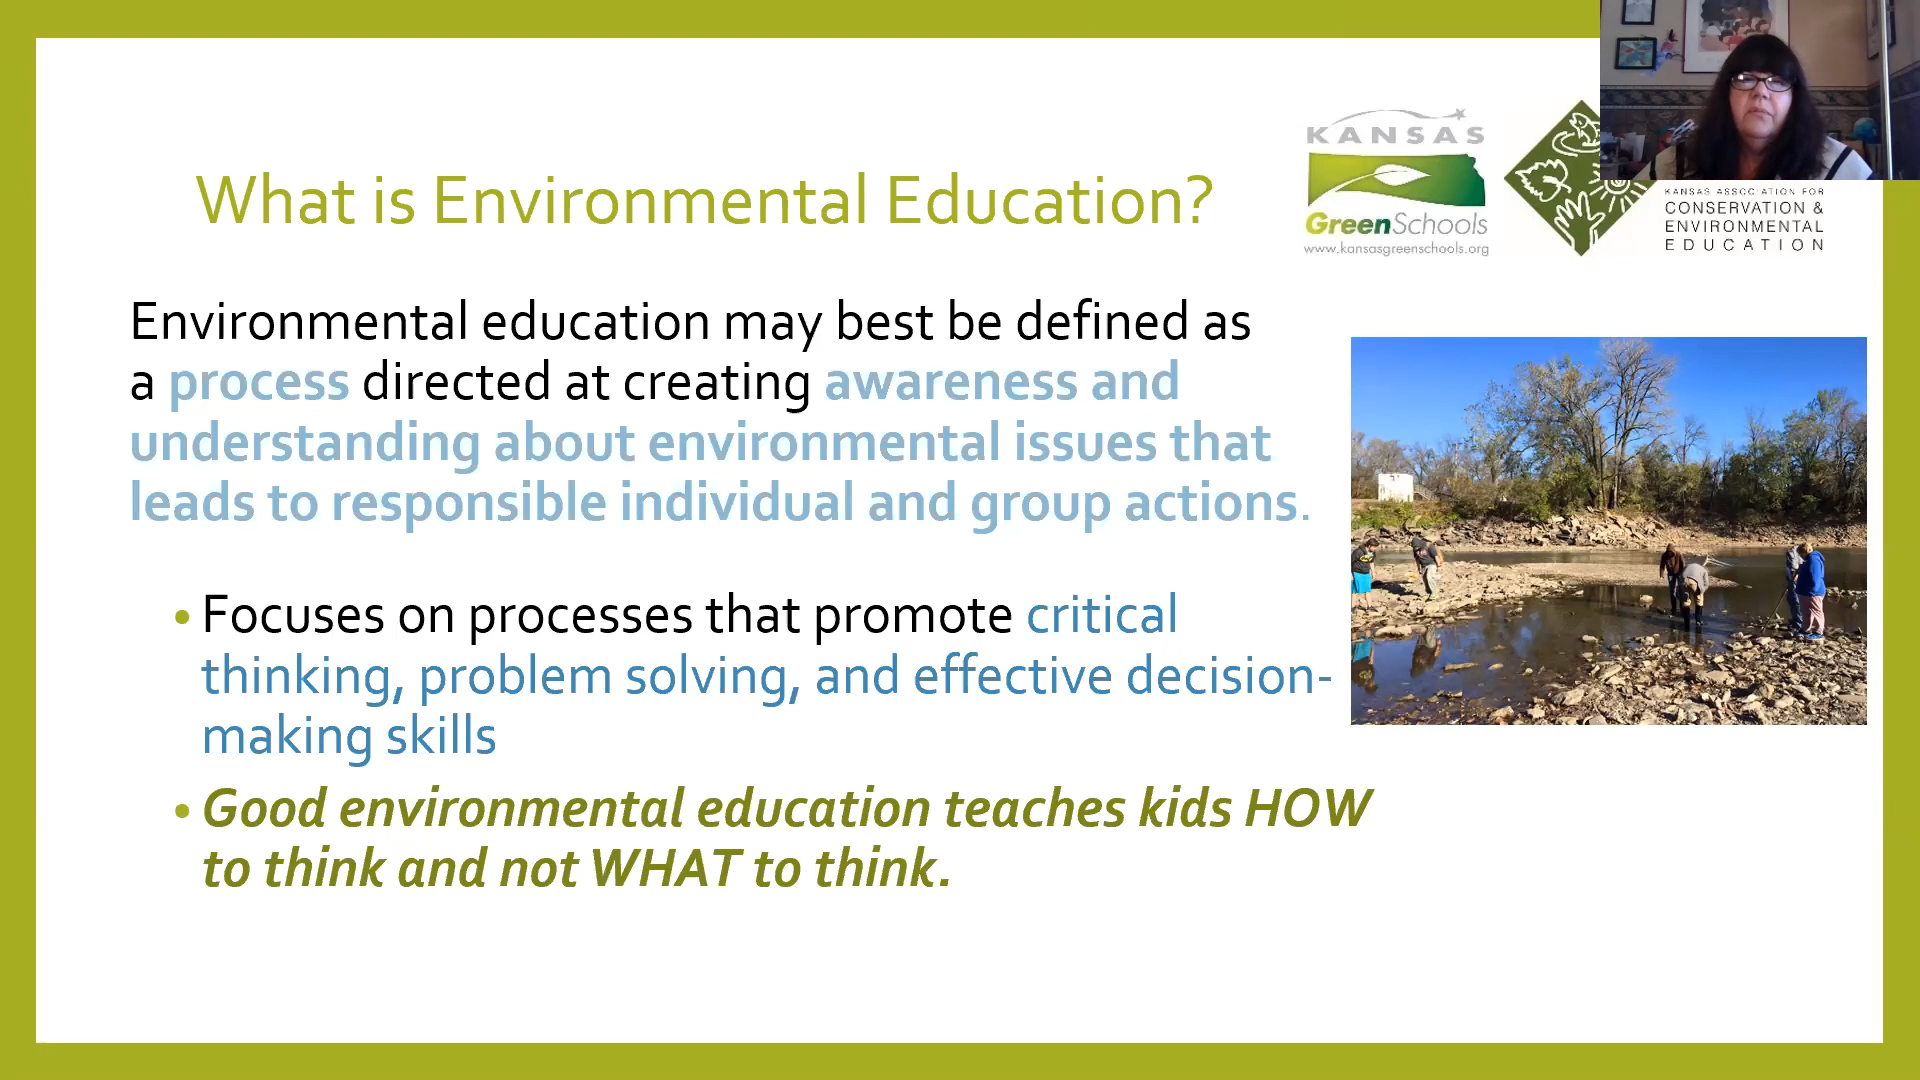 What is Environmental Education?
KANSAS
GreenSchools
www.kansasgreenschools.org
KANSAS ASSOCIATION FOR
CONSERVATION &
ENVIRONMENTAL
EDUCATION
Environmental education may best be defined as
a process directed at creating awareness and
understanding about environmental issues that
leads to responsible individual and group actions.
• Focuses on processes that promote critical
thinking, problem solving, and effective decision-
making skills
• Good environmental education teaches kids HOW
to think and not WHAT to think.